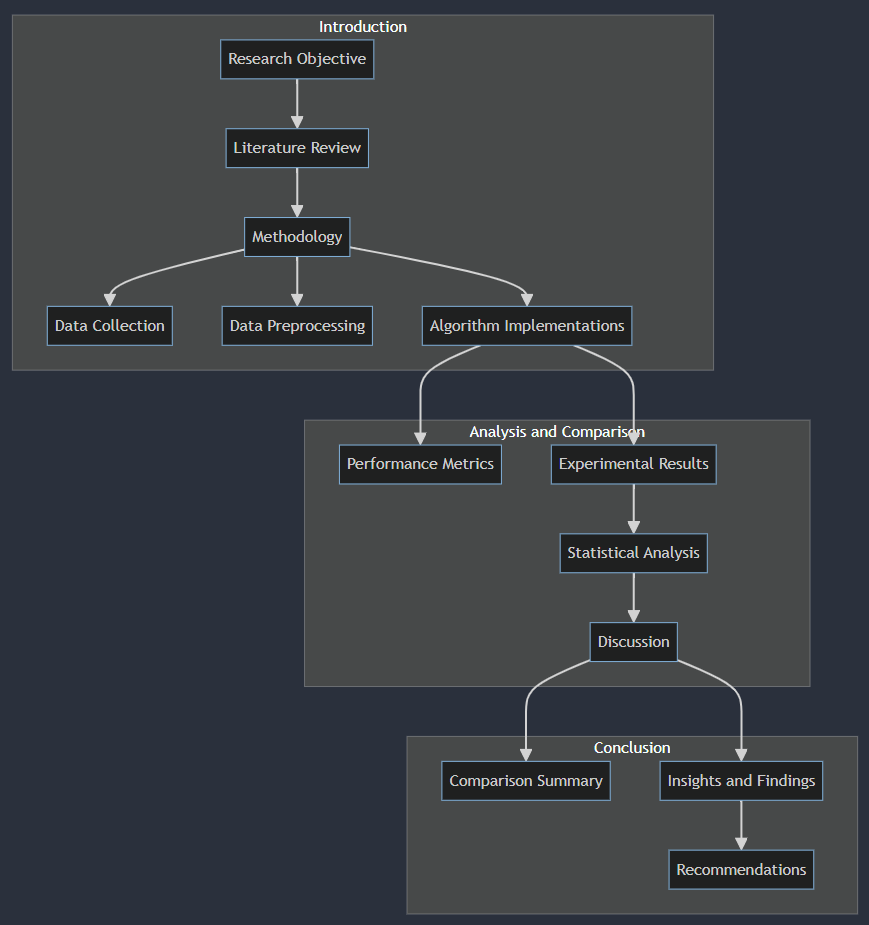 Introduction
Research Objective
Literature Review
Methodology
Data Collection
Data Preprocessing
Algorithm Implementations
Analysis and Comparison
Performance Metrics
Experimental Results
Statistical Analysis
Discussion
Conclusion
Comparison Summary
Insights and Findings
Recommendations